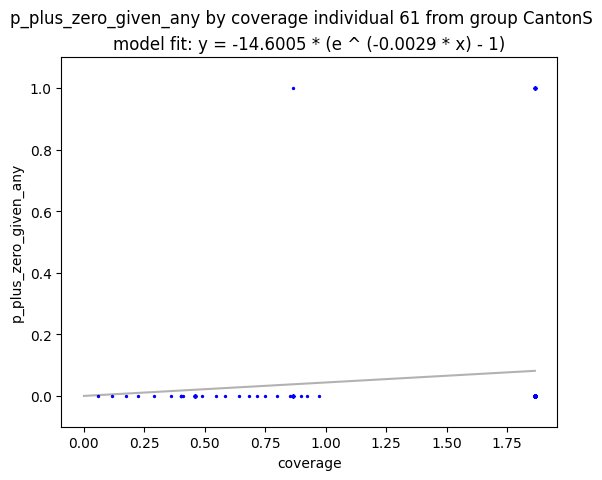 p_plus_zero_given_any by coverage individual 61 from group CantonS
model fit: y = -14.6005 * (e ^ (-0.0029 * x) - 1)
1.0
0.8
0.6
0.4
0.2
0.0
p_plus_zero_given_any
0.00 0.25 0.50 0.75 1.00 1.25 1.50 1.75
coverage